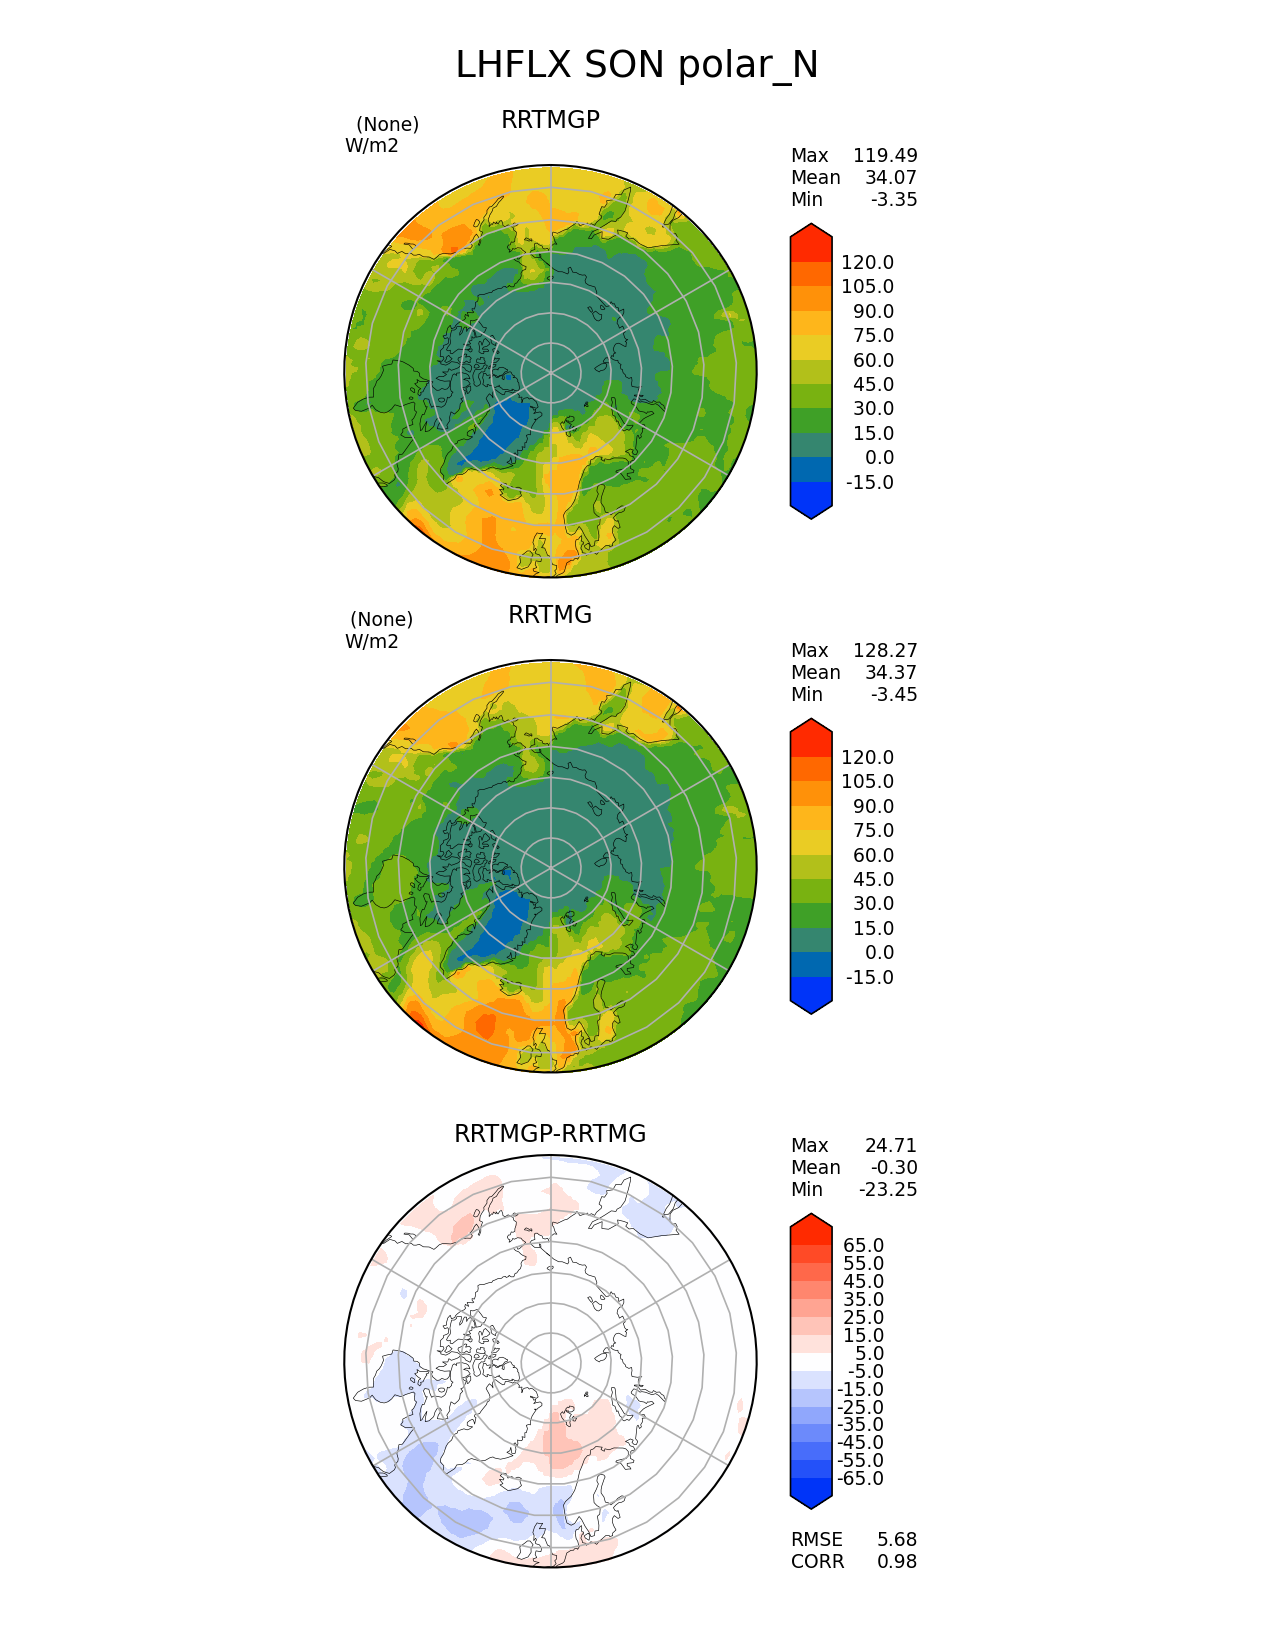 LHFLX SON polar_N
RRTMGP
(None)
W/m2
Max 119.49
Mean 34.07
Min -3.35
120.0
105.0
90.0
75.0
60.0
45.0
30.0
15.0
0.0
-15.0
RRTMG
(None)
W/m2
Max 128.27
Mean 34.37
Min -3.45
120.0
105.0
90.0
75.0
60.0
45.0
30.0
15.0
0.0
-15.0
RRTMGP-RRTMG
Max 24.71
Mean -0.30
Min -23.25
65.0
55.0
45.0
35.0
25.0
15.0
5.0
-5.0
-15.0
-25.0
-35.0
-45.0
-55.0
-65.0
RMSE 5.68
CORR 0.98